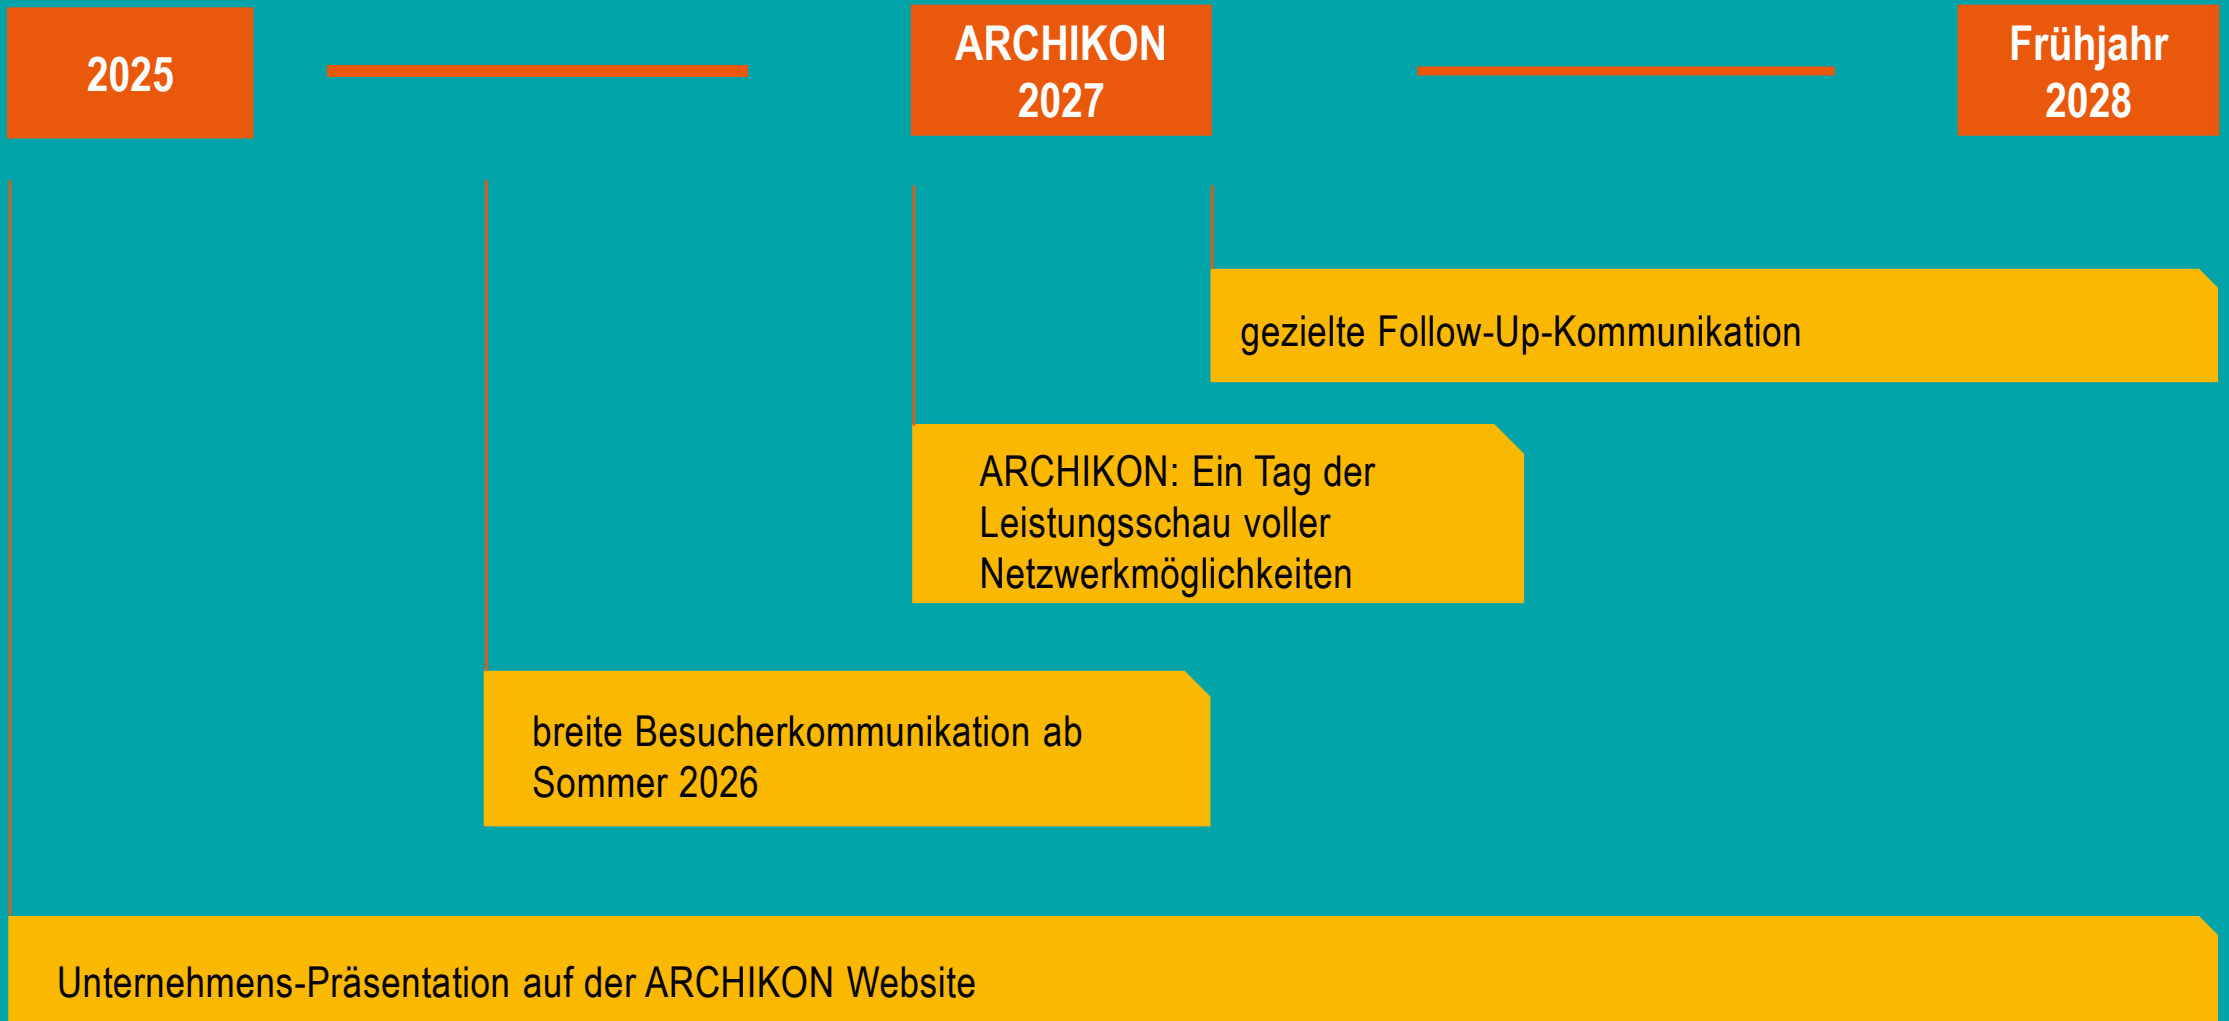 2025
ARCHIKON
2027
Frühjahr
2028
gezielte Follow-Up-Kommunikation
ARCHIKON: Ein Tag der
Leistungsschau voller
Netzwerkmöglichkeiten
breite Besucherkommunikation ab
Sommer 2026
Unternehmens-Präsentation auf der ARCHIKON Website